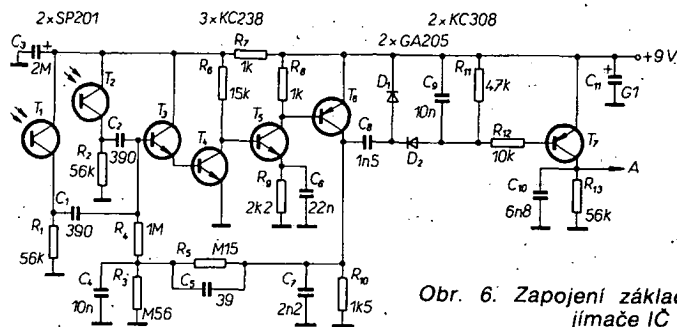 2×SP201
3×KC238
2×KC308
2×GA205
C3
+
2M
T1
T2
R2
56k
C2
390
C1
390
R1
56k
R4
1M
T3
T4
R6
15k
R7
1k
R8
1k
T5
T6
R9
2k2
C6
22n
C8
1n5
D1
D2
C9
10n
R11
47k
R12
10k
T7
+9V
C11
+
G1
A
C10
6n8
R13
56k
C4
10n
R3
M56
R5
M15
C5
39
C7
2n2
R10
1k5
Obr. 6. Zapojení základ
jímače IČ